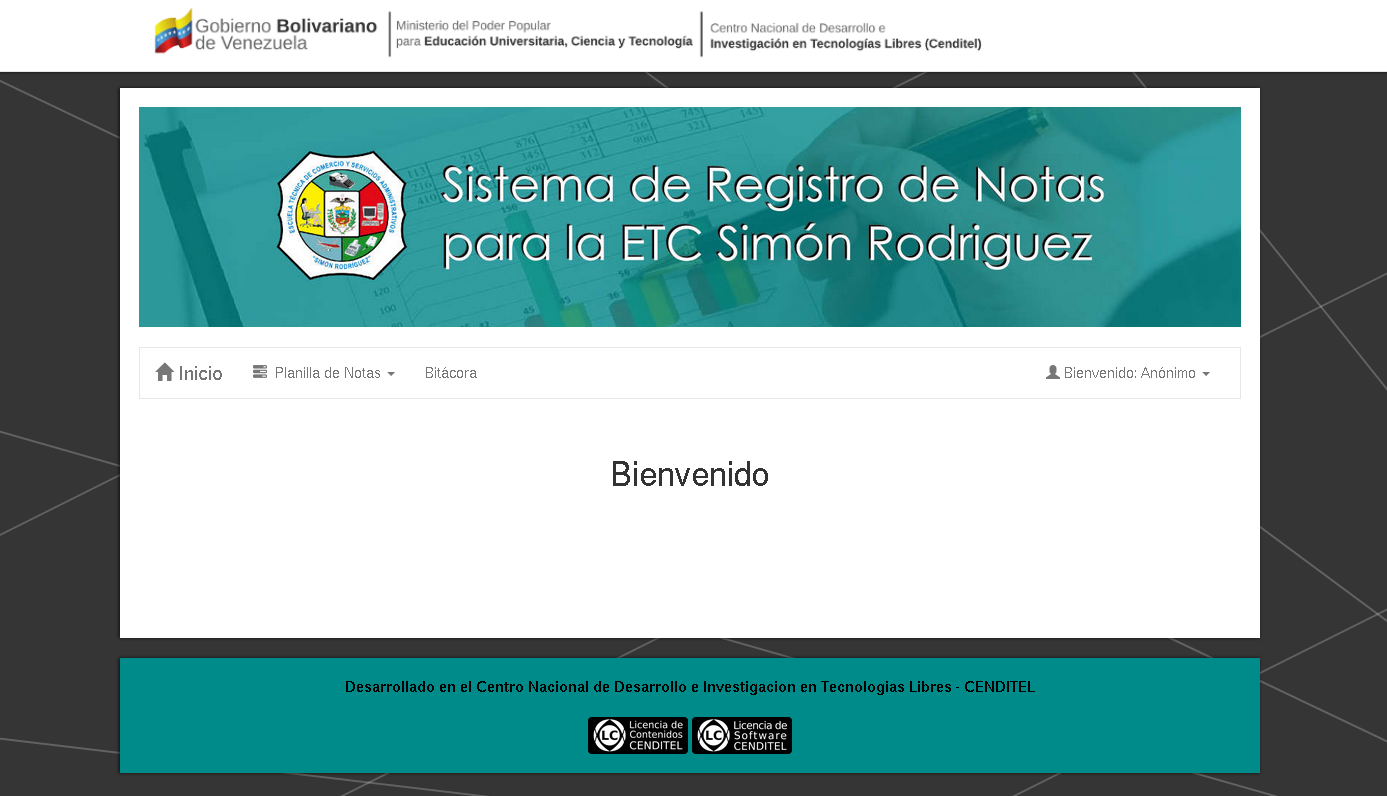 Gobierno Bolivariano
de Venezuela
Ministerio del Poder Popular
para Educación Universitaria, Ciencia y Tecnología
Centro Nacional de Desarrollo e
Investigación en Tecnologías Libres (Cenditel)
ESCUELA TÉCNICA DE COMERCIO Y SERVICIOS ADMINISTRATIVOS
"SIMÓN RODRIGUEZ"
Sistema de Registro de Notas
para la ETC Simón Rodriguez
Inicio
Planilla de Notas
Bitácora
Bienvenido: Anónimo
Bienvenido
Desarrollado en el Centro Nacional de Desarrollo e Investigacion en Tecnologias Libres - CENDITEL
LC
Licencia de
Contenidos
CENDITEL
LC
Licencia de
Software
CENDITEL